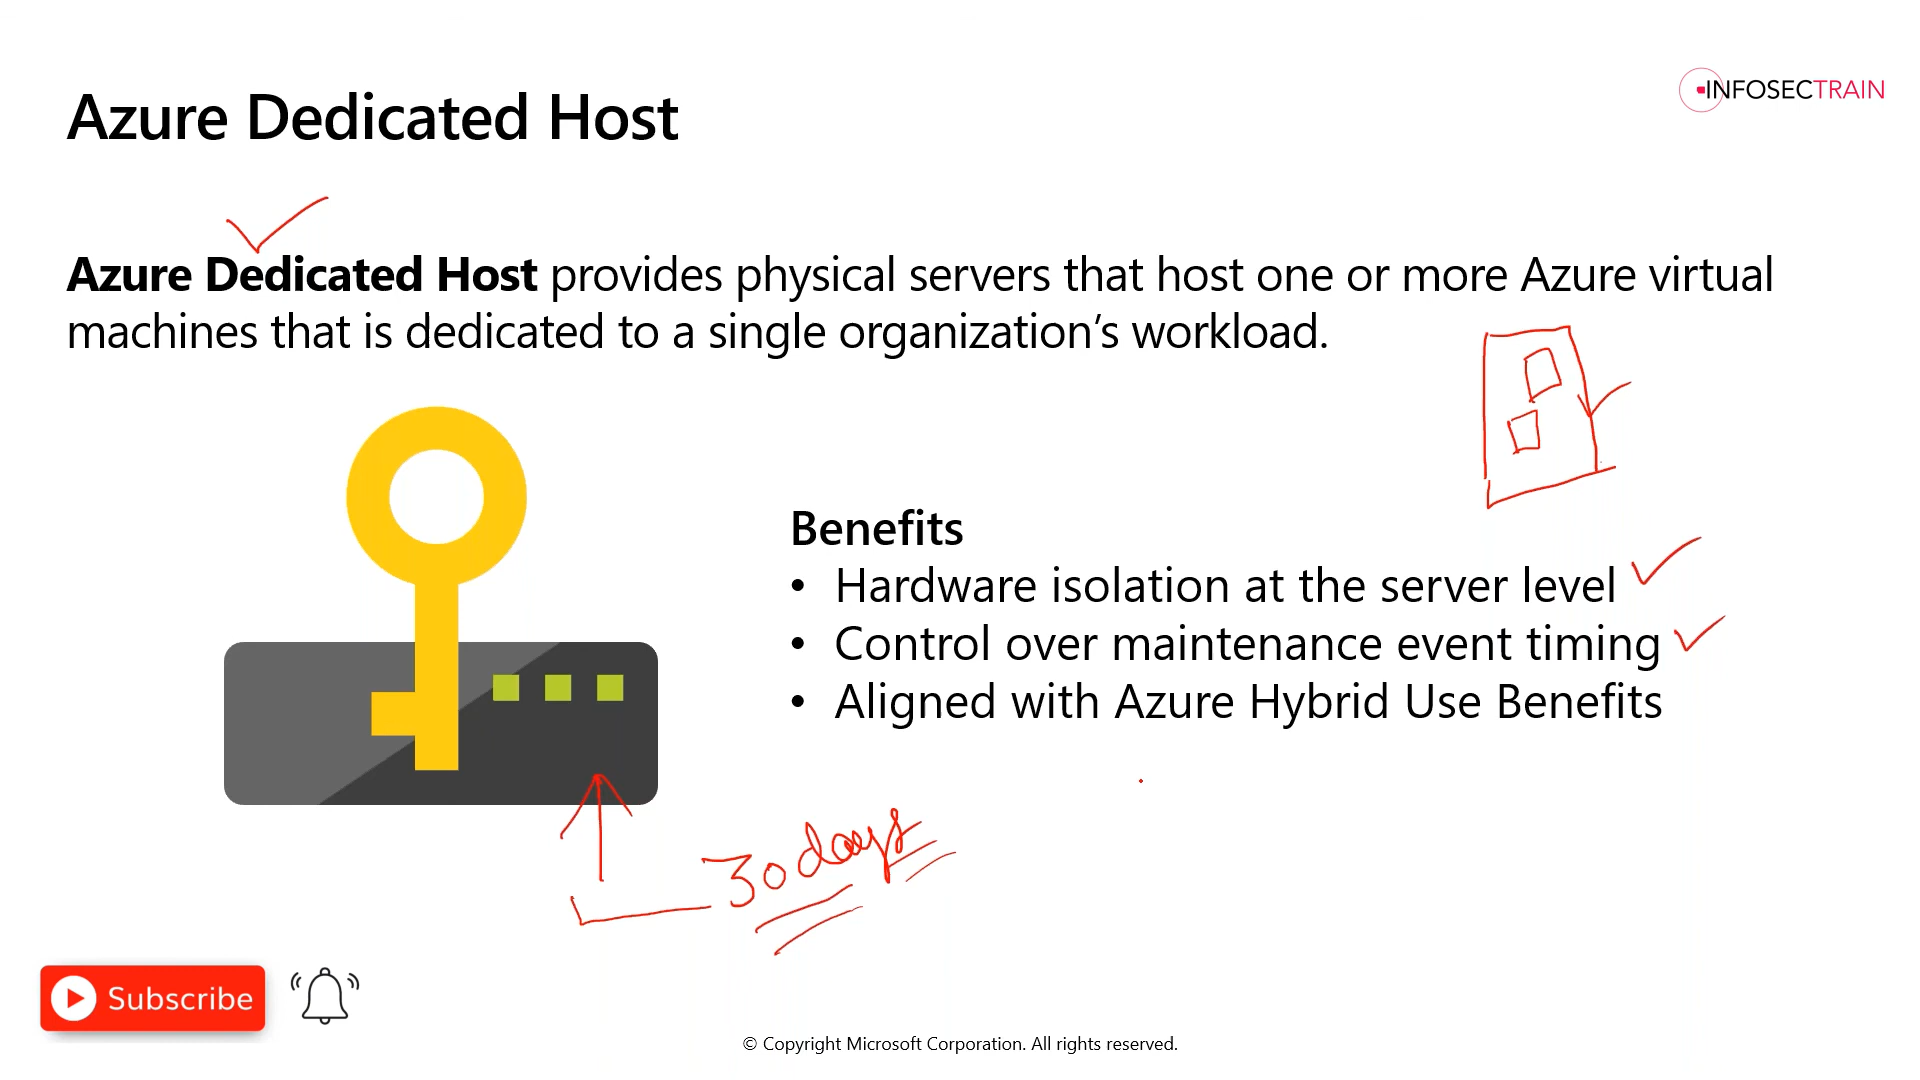 INFOSECTRAIN
Azure Dedicated Host
Azure Dedicated Host provides physical servers that host one or more Azure virtual
machines that is dedicated to a single organization’s workload.
Benefits
• Hardware isolation at the server level
• Control over maintenance event timing
• Aligned with Azure Hybrid Use Benefits
30 days
Subscribe
© Copyright Microsoft Corporation. All rights reserved.